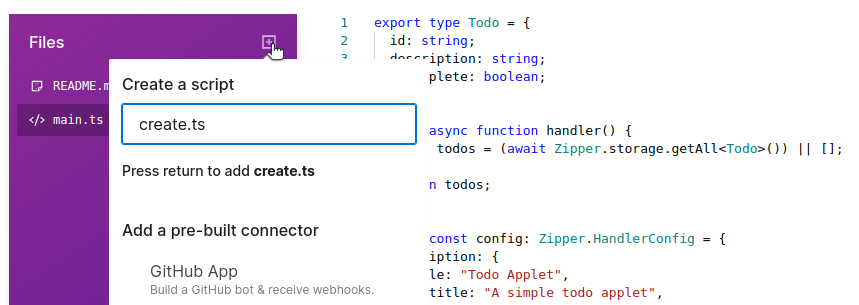 Files
README.m
</> main.ts
Create a script
create.ts
Press return to add create.ts
Add a pre-built connector
GitHub App
Build a GitHub bot & receive webhooks.
1 export type Todo = {
2 id: string;
3 description: string;
plete: boolean;
async function handler() {
todos = (await Zipper.storage.getAll<Todo>()) || [];
n todos;
const config: Zipper.HandlerConfig = {
iption: {
le: "Todo Applet",
title: "A simple todo applet",